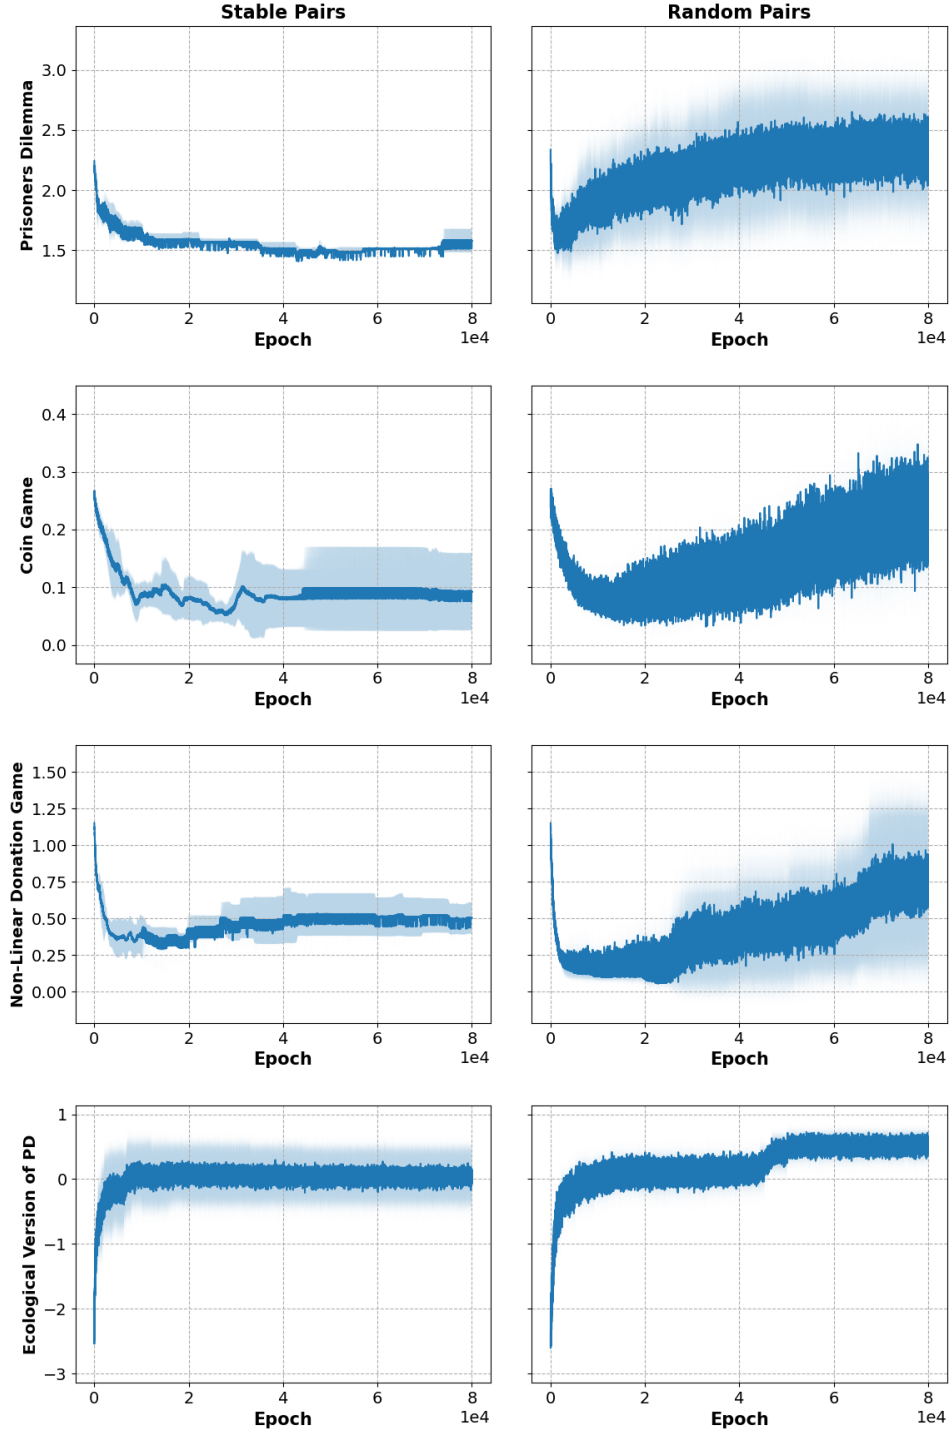 Stable Pairs
Random Pairs
Prisoners Dilemma
3.0
2.5
2.0
1.5
0 2 4 6 8
1e4
Epoch
0 2 4 6 8
1e4
Epoch
Coin Game
0.4
0.3
0.2
0.1
0.0
0 2 4 6 8
1e4
Epoch
0 2 4 6 8
1e4
Epoch
Non-Linear Donation Game
1.50
1.25
1.00
0.75
0.50
0.25
0.00
0 2 4 6 8
1e4
Epoch
0 2 4 6 8
1e4
Epoch
Ecological Version of PD
1
0
−1
−2
−3
0 2 4 6 8
1e4
Epoch
0 2 4 6 8
1e4
Epoch